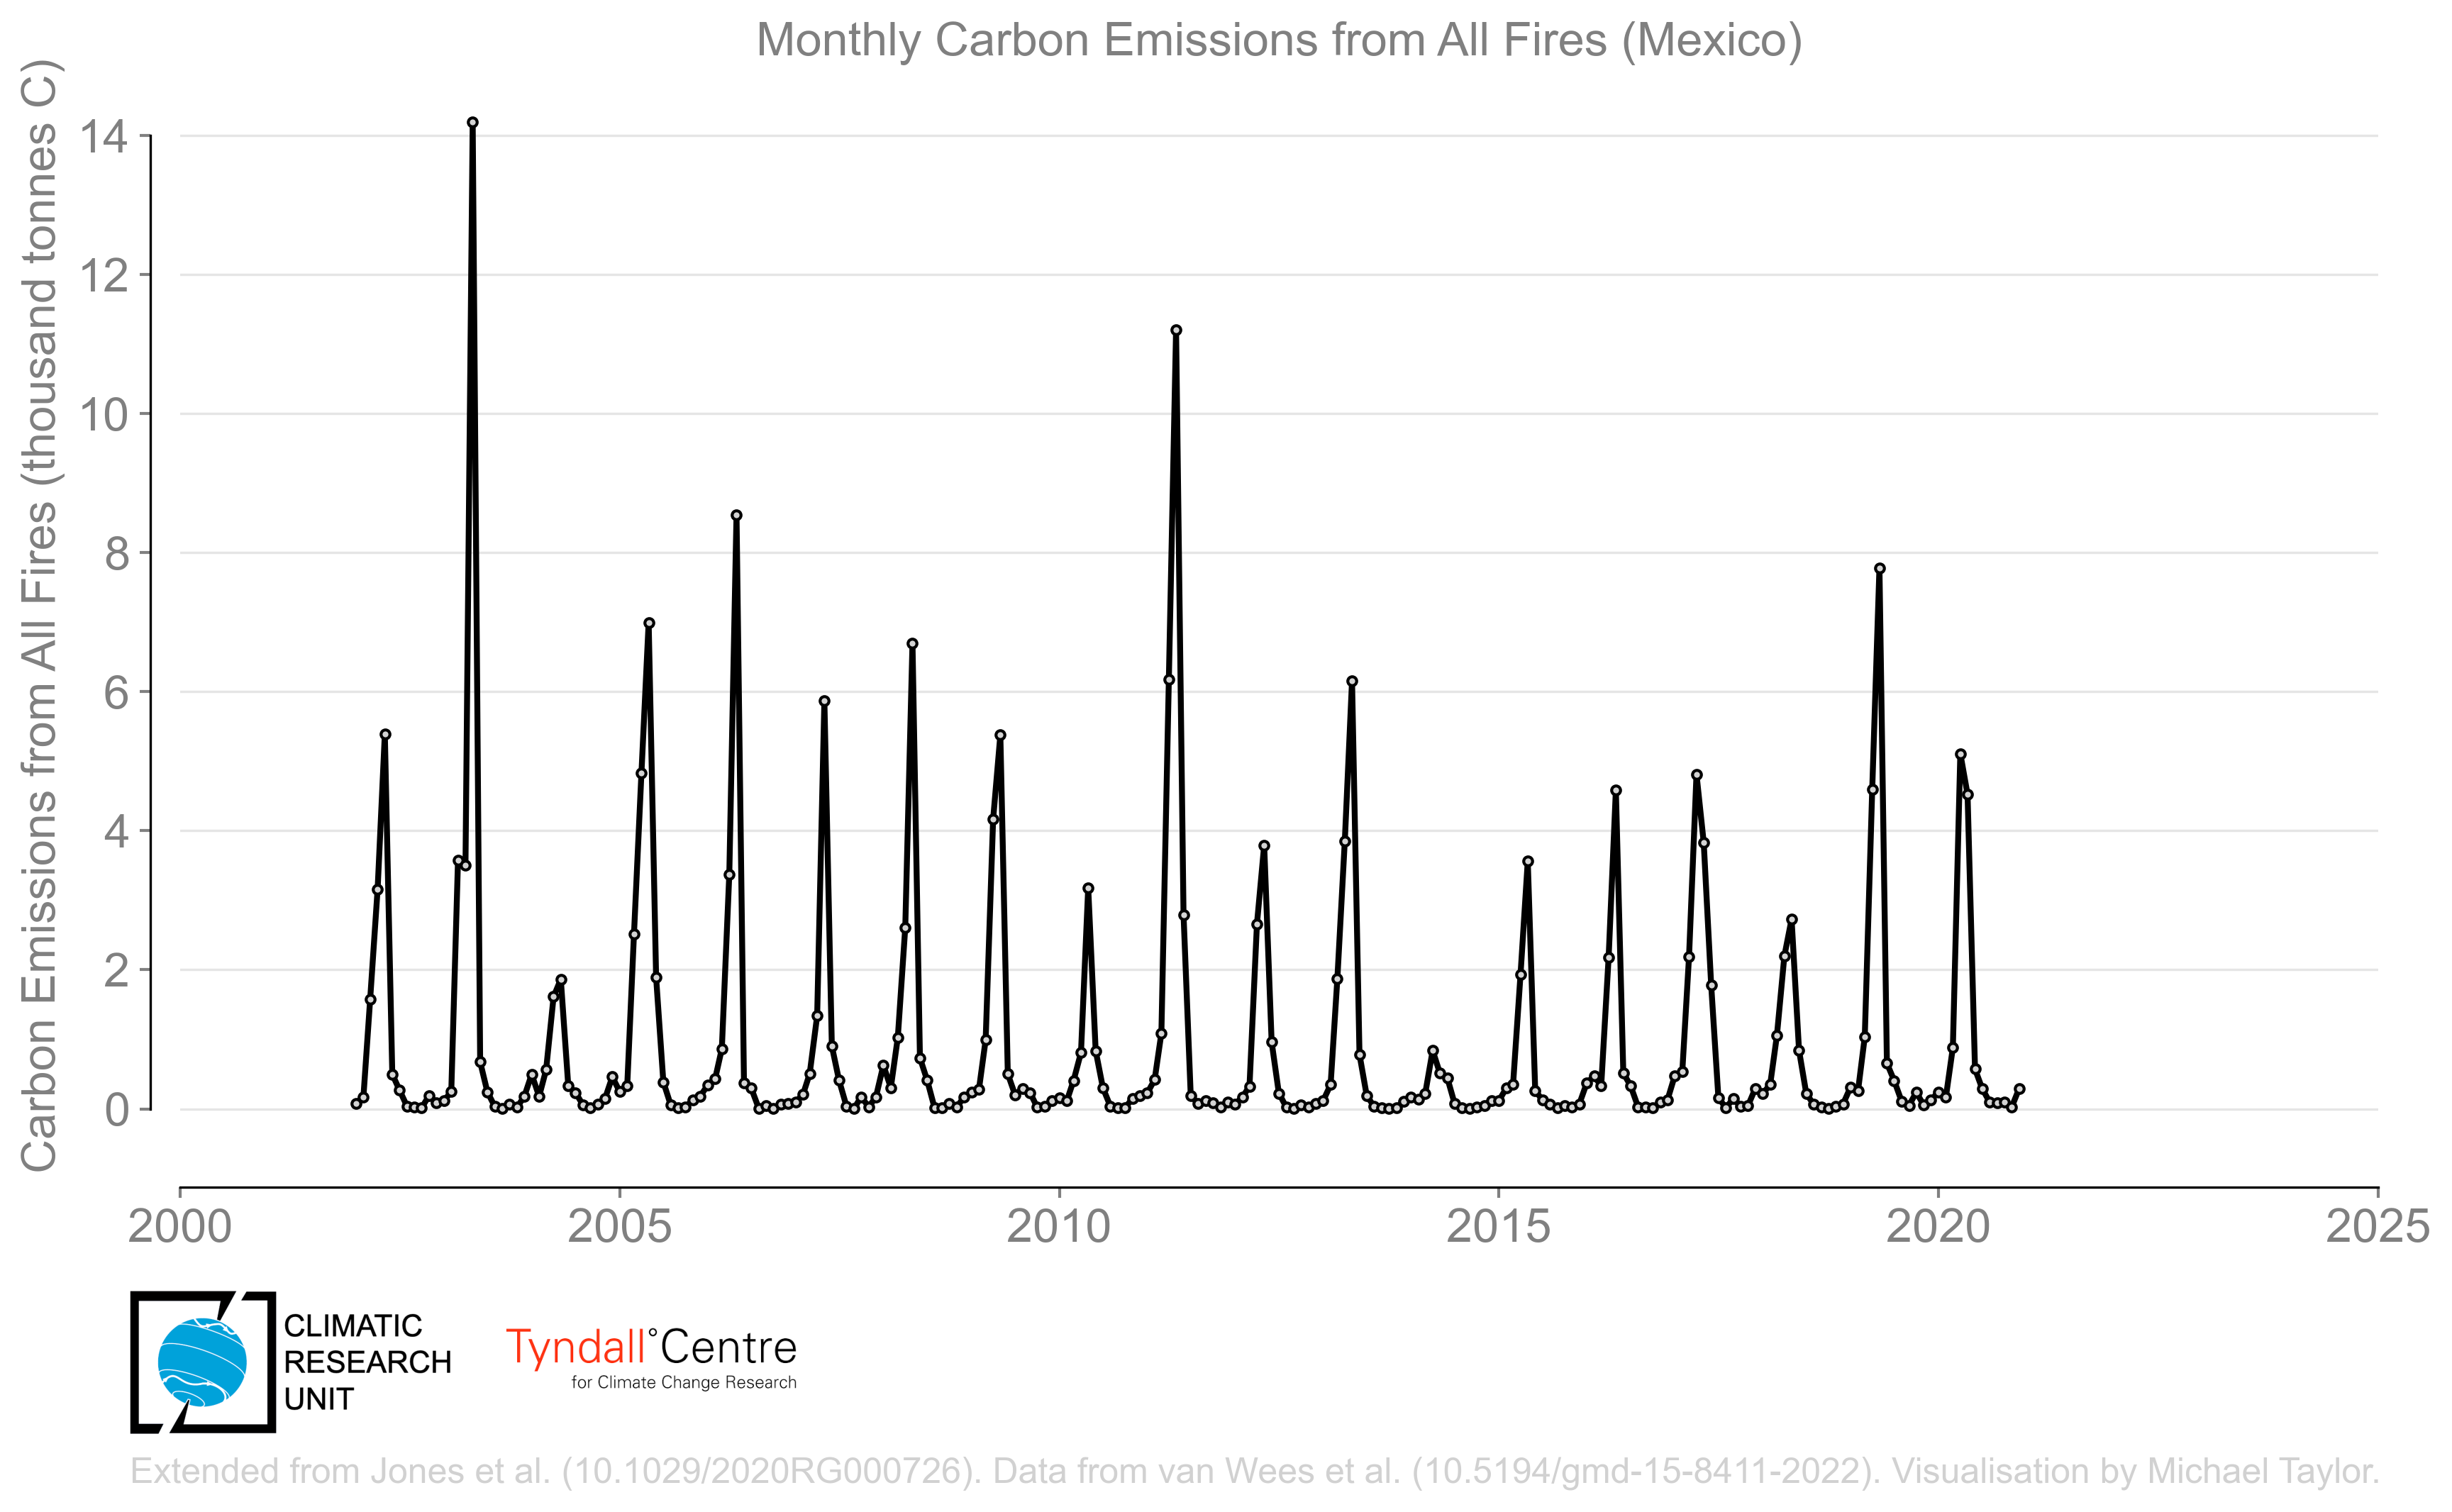 Monthly Carbon Emissions from All Fires (Mexico)
Carbon Emissions from All Fires (thousand tonnes C)
14
12
10
8
6
4
2
0
2000 2005 2010 2015 2020 2025
CLIMATIC
RESEARCH
UNIT
Tyndall°Centre
for Climate Change Research
Extended from Jones et al. (10.1029/2020RG000726). Data from van Wees et al. (10.5194/gmd-15-8411-2022). Visualisation by Michael Taylor.